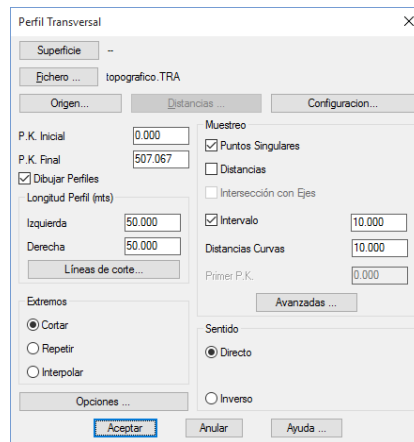 Perfil Transversal
Superficie --
Fichero ... topografico.TRA
Origen... Distancias ... Configuracion...
P.K. Inicial 0.000
P.K. Final 507.067
Dibujar Perfiles
Longitud Perfil (mts)
Izquierda 50.000
Derecha 50.000
Líneas de corte...
Extremos
Cortar
Repetir
Interpolar
Opciones ...
Muestreo
Puntos Singulares
Distancias
Intersección con Ejes
Intervalo 10.000
Distancias Curvas 10.000
Primer P.K. 0.000
Avanzadas ...
Sentido
Directo
Inverso
Aceptar Anular Ayuda ...